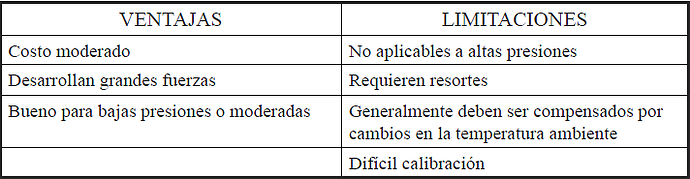 VENTAJAS LIMITACIONES
Costo moderado No aplicables a altas presiones
Desarrollan grandes fuerzas Requieren resortes
Bueno para bajas presiones o moderadas Generalmente deben ser compensados por
cambios en la temperatura ambiente
Difícil calibración